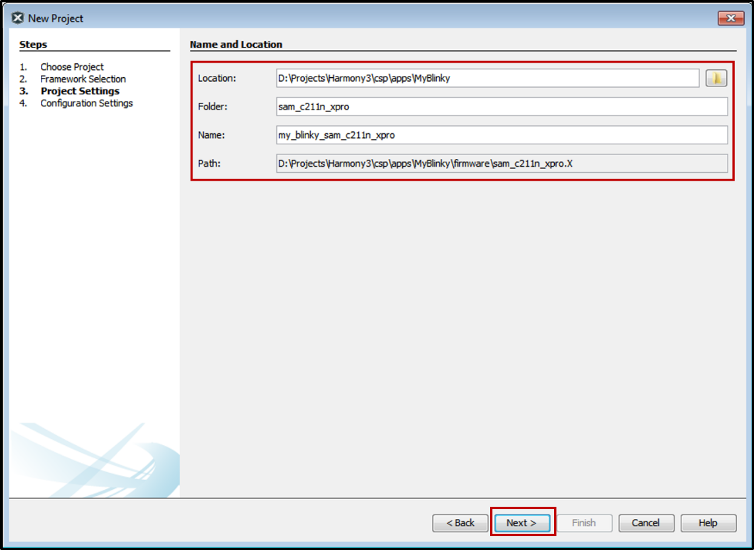 New Project
Steps
1. Choose Project
2. Framework Selection
3. Project Settings
4. Configuration Settings
Name and Location
Location: D:\Projects\Harmony3\csp\apps\MyBlinky
Folder: sam_c211n_xpro
Name: my_blinky_sam_c211n_xpro
Path: D:\Projects\Harmony3\csp\apps\MyBlinky\firmware\sam_c211n_xpro.X
< Back Next > Finish Cancel Help